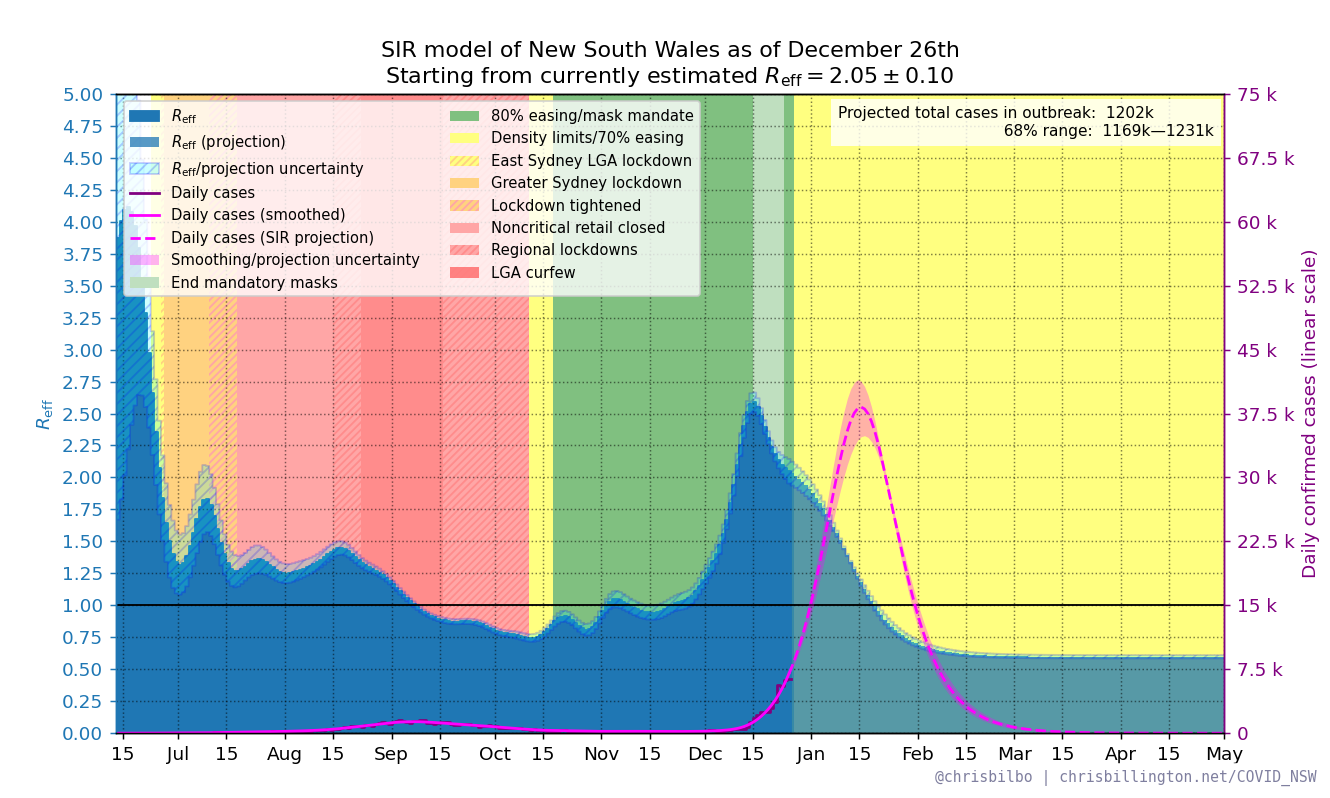 SIR model of New South Wales as of December 26th
Starting from currently estimated R_eff = 2.05 ± 0.10
Projected total cases in outbreak: 1202k
68% range: 1169k—1231k
R_eff
R_eff (projection)
R_eff/projection uncertainty
Daily cases
Daily cases (smoothed)
Daily cases (SIR projection)
Smoothing/projection uncertainty
End mandatory masks
80% easing/mask mandate
Density limits/70% easing
East Sydney LGA lockdown
Greater Sydney lockdown
Lockdown tightened
Noncritical retail closed
Regional lockdowns
LGA curfew
R_eff
5.00
4.75
4.50
4.25
4.00
3.75
3.50
3.25
3.00
2.75
2.50
2.25
2.00
1.75
1.50
1.25
1.00
0.75
0.50
0.25
0.00
75 k
67.5 k
60 k
52.5 k
45 k
37.5 k
30 k
22.5 k
15 k
7.5 k
0
Daily confirmed cases (linear scale)
15 Jul 15 Aug 15 Sep 15 Oct 15 Nov 15 Dec 15 Jan 15 Feb 15 Mar 15 Apr 15 May
@chrisbilbo | chrisbillington.net/COVID_NSW